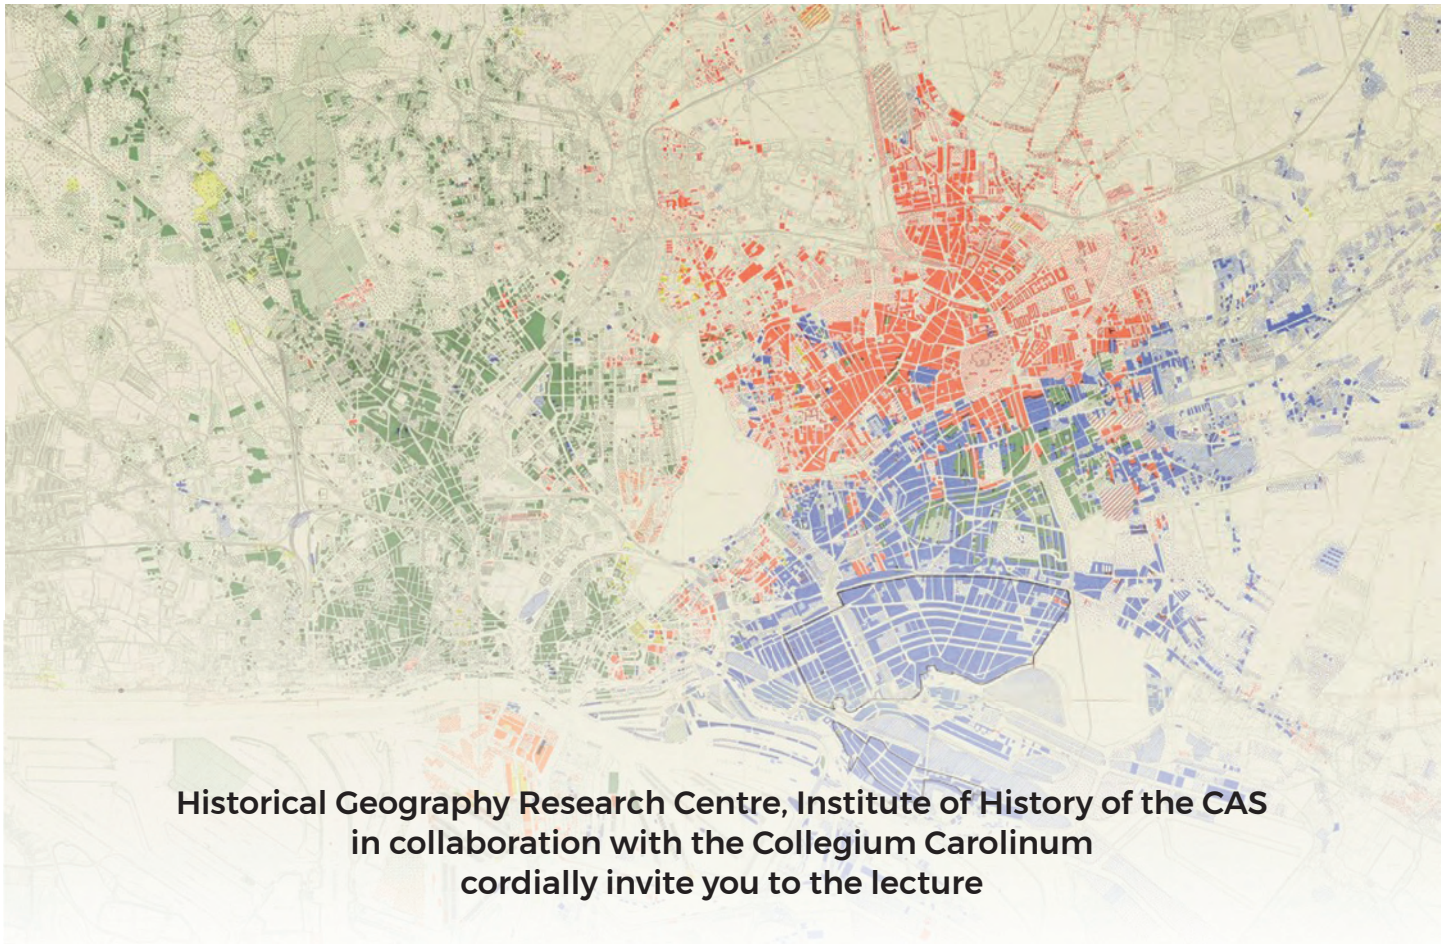 Historical Geography Research Centre, Institute of History of the CAS
in collaboration with the Collegium Carolinum
cordially invite you to the lecture